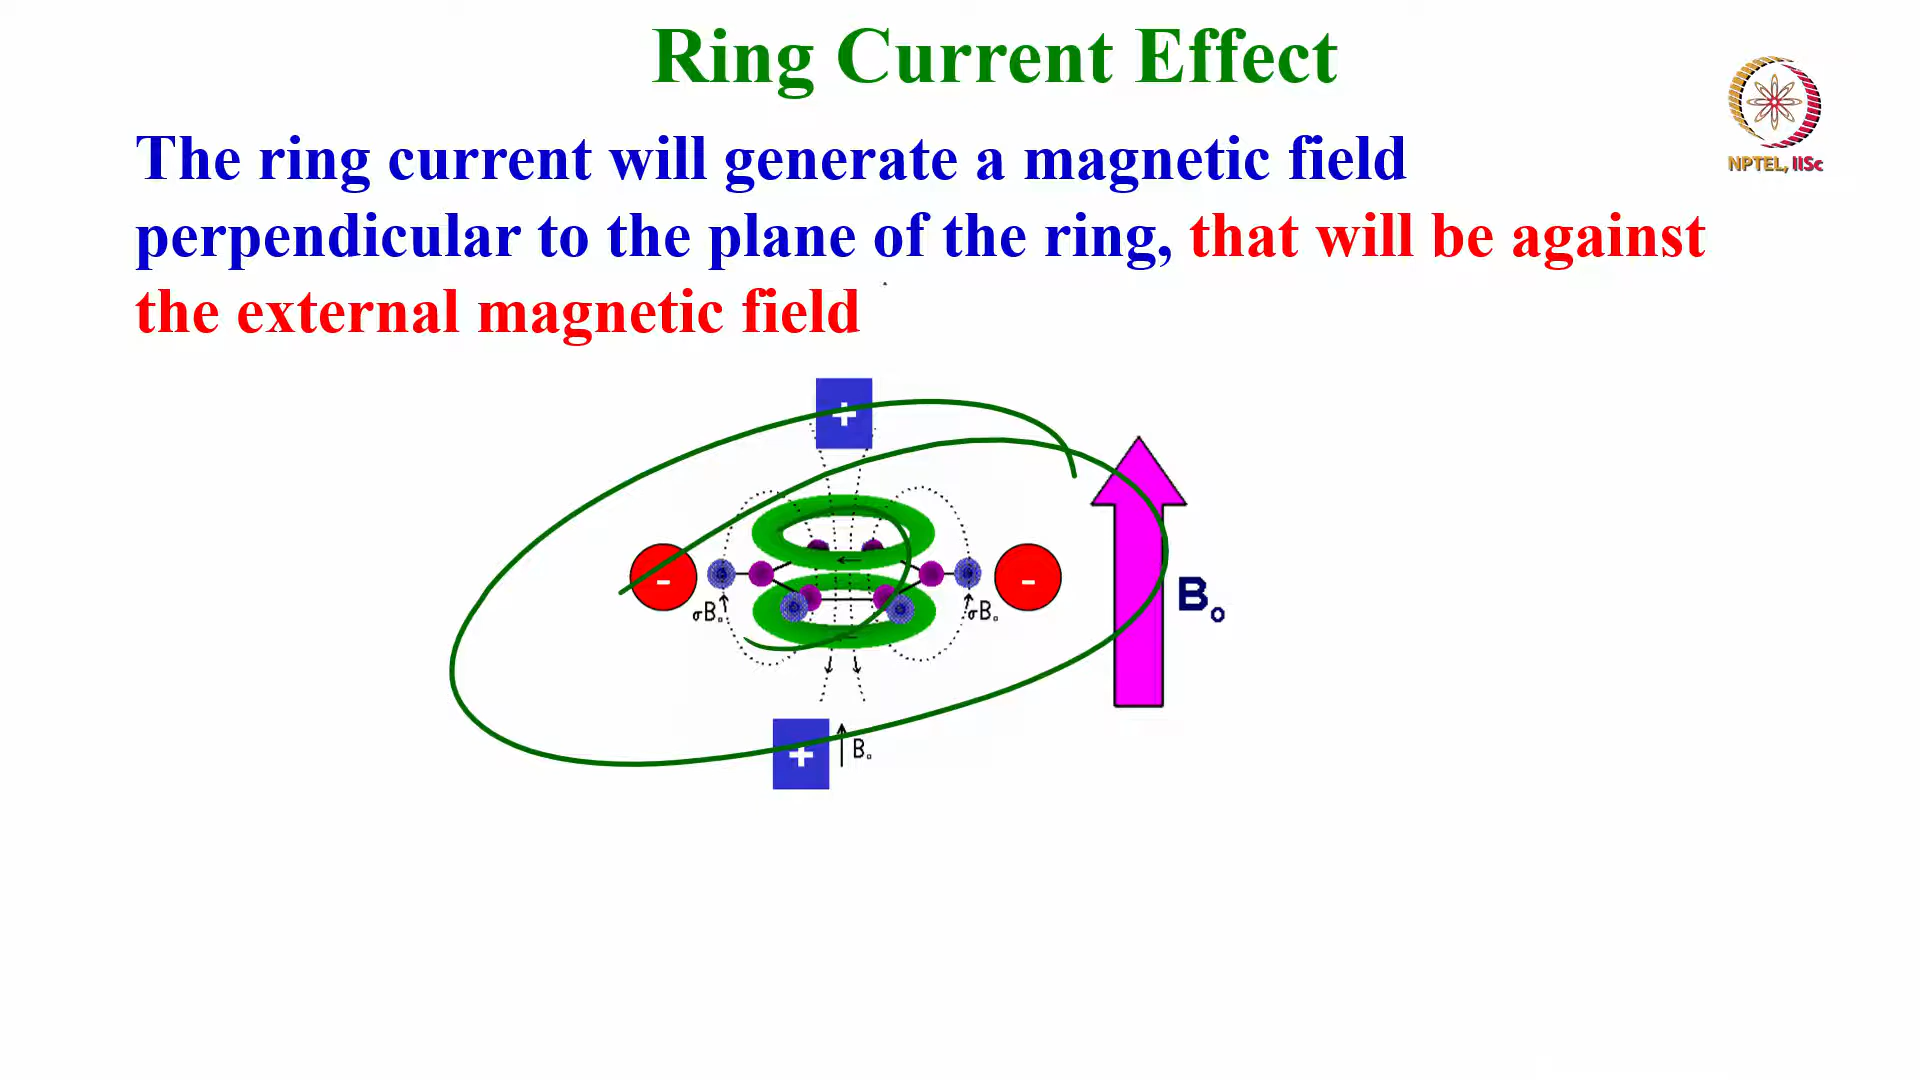 Ring Current Effect
NPTEL, IISc
The ring current will generate a magnetic field
perpendicular to the plane of the ring, that will be against
the external magnetic field
+
- -
σB₀ σB₀
Bo
+ B₀